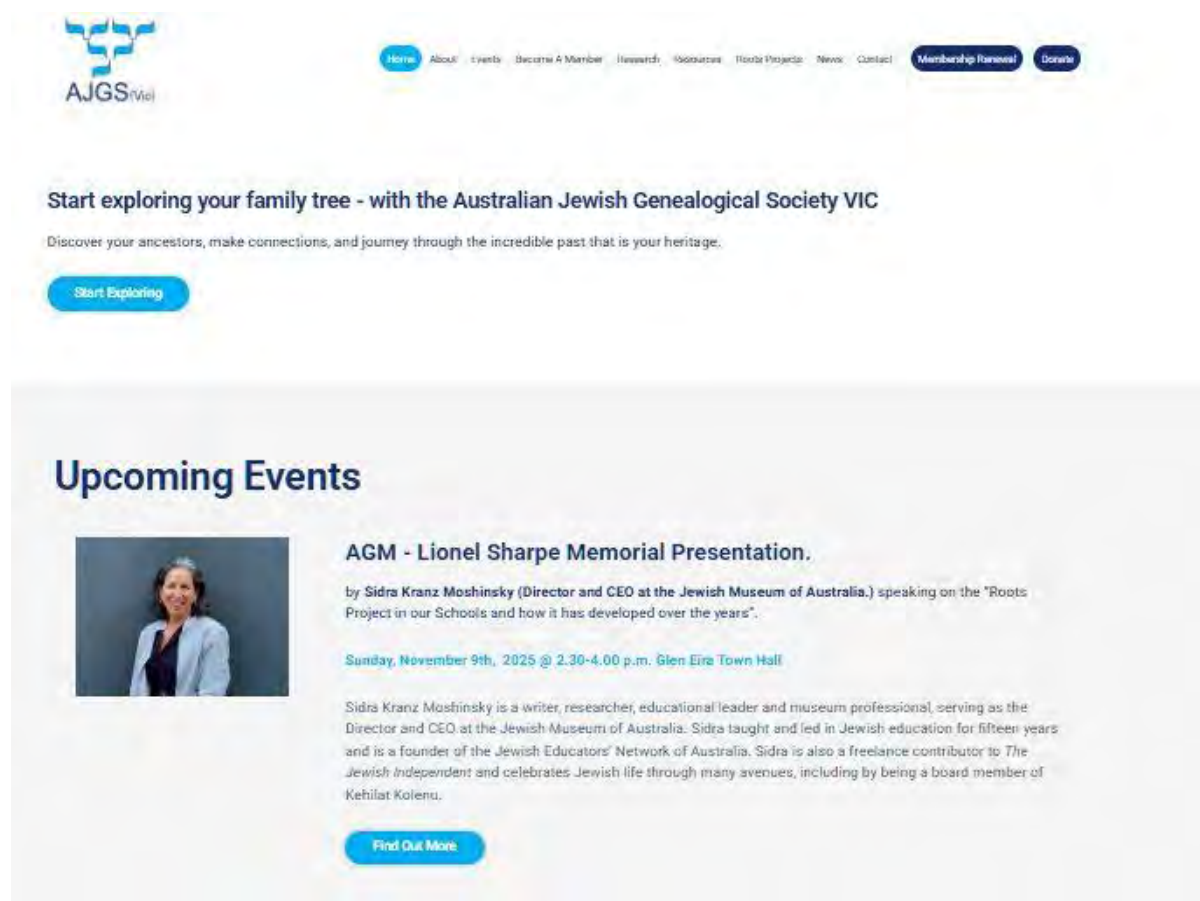 AJGS(Vic)
Home About Events Become A Member Research Resources Roots Projects News Contact Membership Renewal Donate
Start exploring your family tree - with the Australian Jewish Genealogical Society VIC
Discover your ancestors, make connections, and journey through the incredible past that is your heritage.
Start Exploring
Upcoming Events
AGM - Lionel Sharpe Memorial Presentation.
by Sidra Kranz Moshinsky (Director and CEO at the Jewish Museum of Australia.) speaking on the "Roots
Project in our Schools and how it has developed over the years".
Sunday, November 9th, 2025 @ 2.30-4.00 p.m. Glen Eira Town Hall
Sidra Kranz Moshinsky is a writer, researcher, educational leader and museum professional, serving as the
Director and CEO at the Jewish Museum of Australia. Sidra taught and led in Jewish education for fifteen years
and is a founder of the Jewish Educators' Network of Australia. Sidra is also a freelance contributor to The
Jewish Independent and celebrates Jewish life through many avenues, including by being a board member of
Kehilat Kolenu.
Find Out More